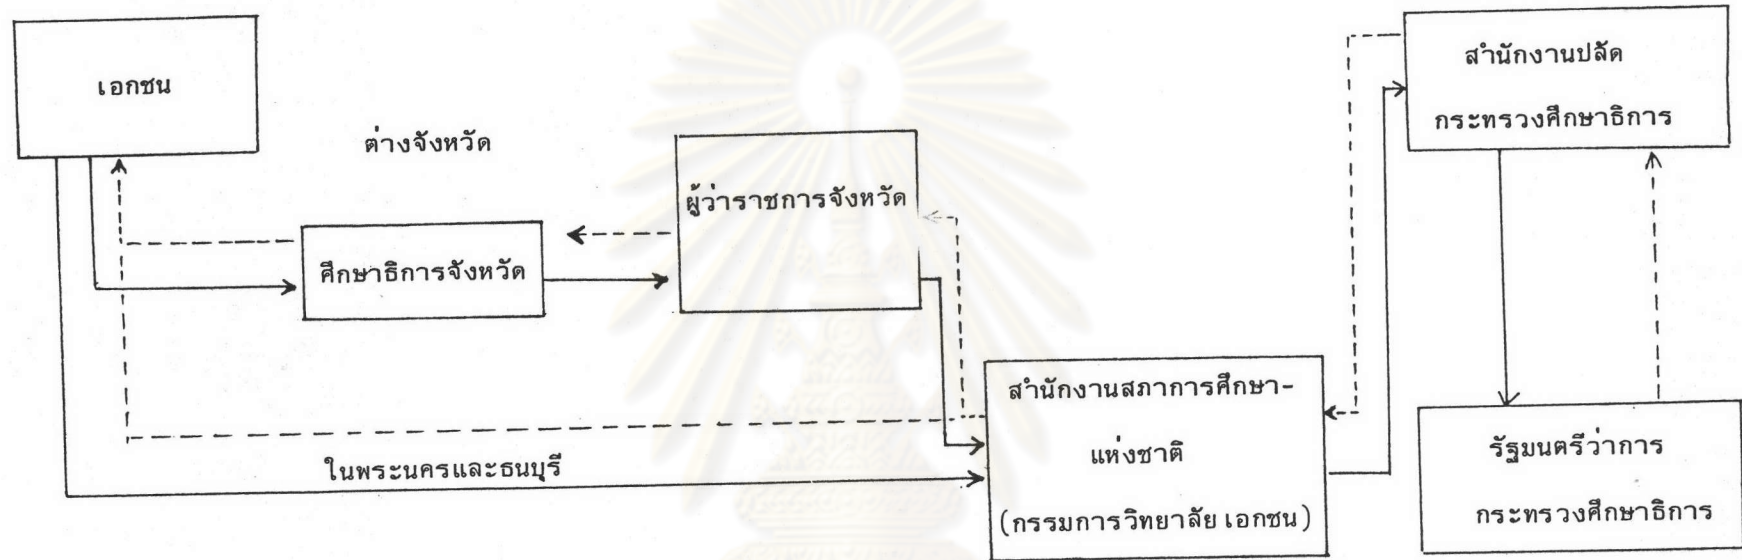 เอกชน
ต่างจังหวัด
ศึกษาธิการจังหวัด
ผู้ว่าราชการจังหวัด
ในพระนครและธนบุรี
สำนักงานสภาการศึกษา-
แห่งชาติ
(กรรมการวิทยาลัยเอกชน)
สำนักงานปลัด
กระทรวงศึกษาธิการ
รัฐมนตรีว่าการ
กระทรวงศึกษาธิการ